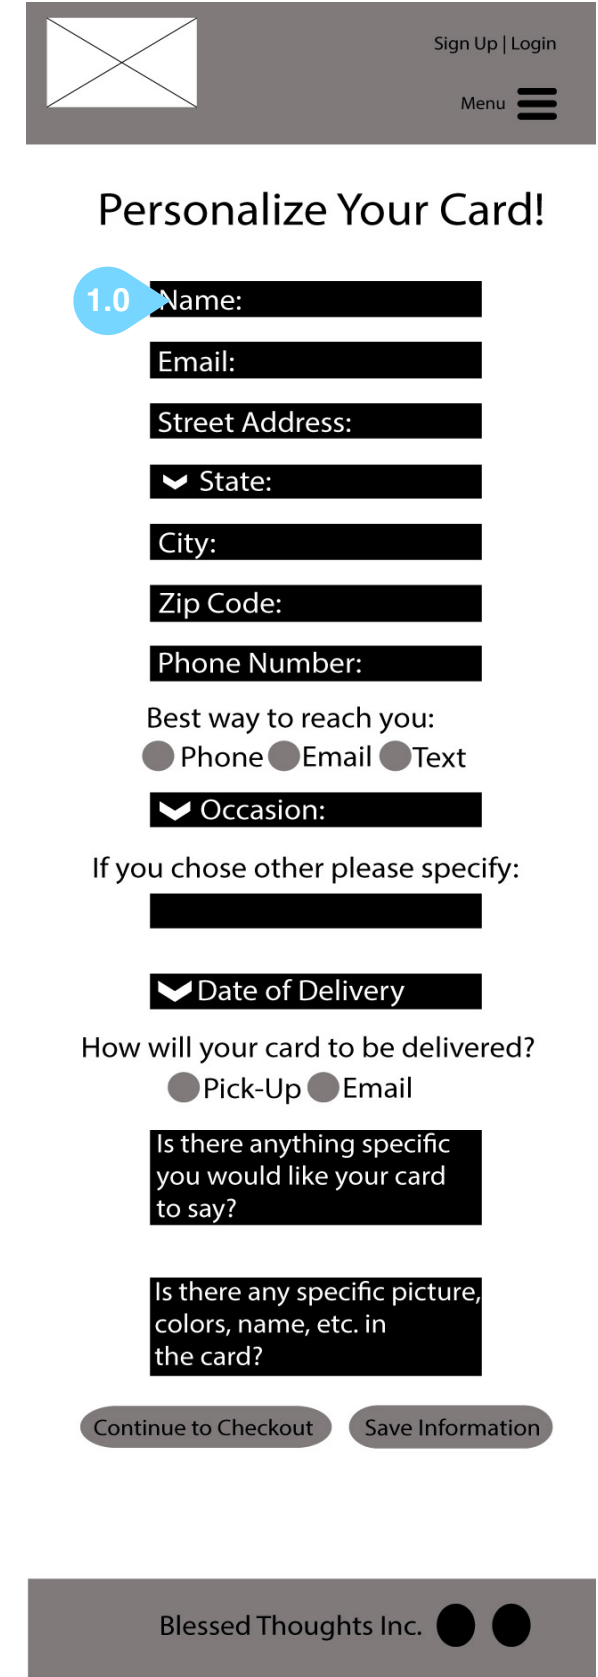 Sign Up | Login
Menu
Personalize Your Card!
1.0
Name:
Email:
Street Address:
State:
City:
Zip Code:
Phone Number:
Best way to reach you:
Phone Email Text
Occasion:
If you chose other please specify:
Date of Delivery
How will your card to be delivered?
Pick-Up Email
Is there anything specific
you would like your card
to say?
Is there any specific picture,
colors, name, etc. in
the card?
Continue to Checkout Save Information
Blessed Thoughts Inc.